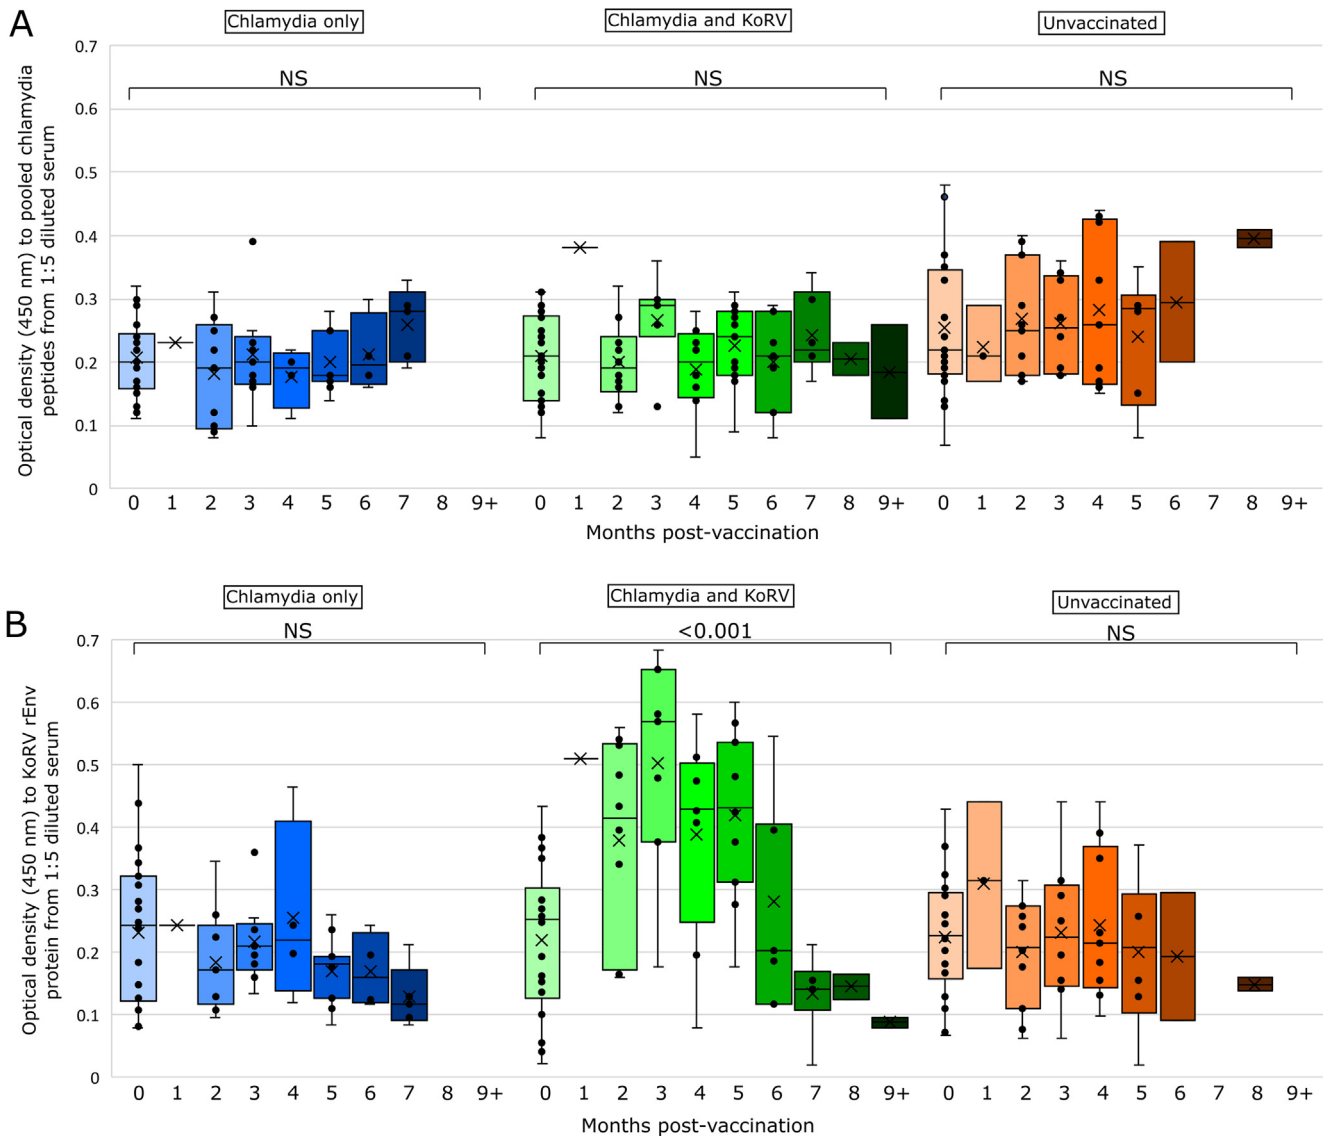 A
Chlamydia only
Chlamydia and KoRV
Unvaccinated
NS
NS
NS
Optical density (450 nm) to pooled chlamydia
peptides from 1:5 diluted serum
0.7
0.6
0.5
0.4
0.3
0.2
0.1
0
0 1 2 3 4 5 6 7 8 9+
0 1 2 3 4 5 6 7 8 9+
0 1 2 3 4 5 6 7 8 9+
Months post-vaccination
B
Chlamydia only
Chlamydia and KoRV
Unvaccinated
NS
<0.001
NS
Optical density (450 nm) to KoRV rEnv
protein from 1:5 diluted serum
0.7
0.6
0.5
0.4
0.3
0.2
0.1
0
0 1 2 3 4 5 6 7 8 9+
0 1 2 3 4 5 6 7 8 9+
0 1 2 3 4 5 6 7 8 9+
Months post-vaccination